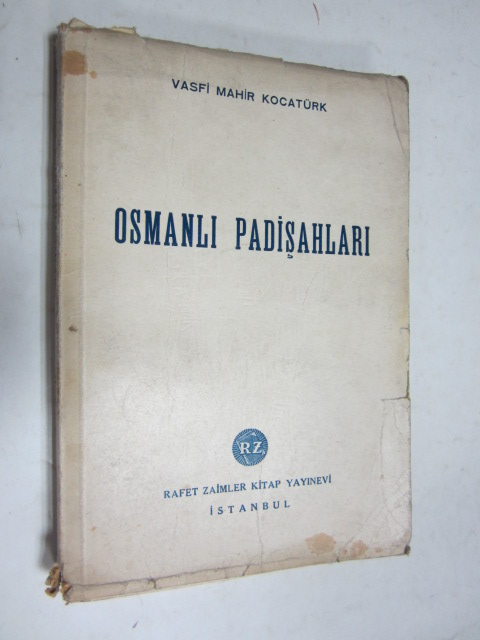 VASFİ MAHİR KOCATÜRK
OSMANLI PADİŞAHLARI
RZ
RAFET ZAİMLER KİTAP YAYINEVİ
İSTANBUL